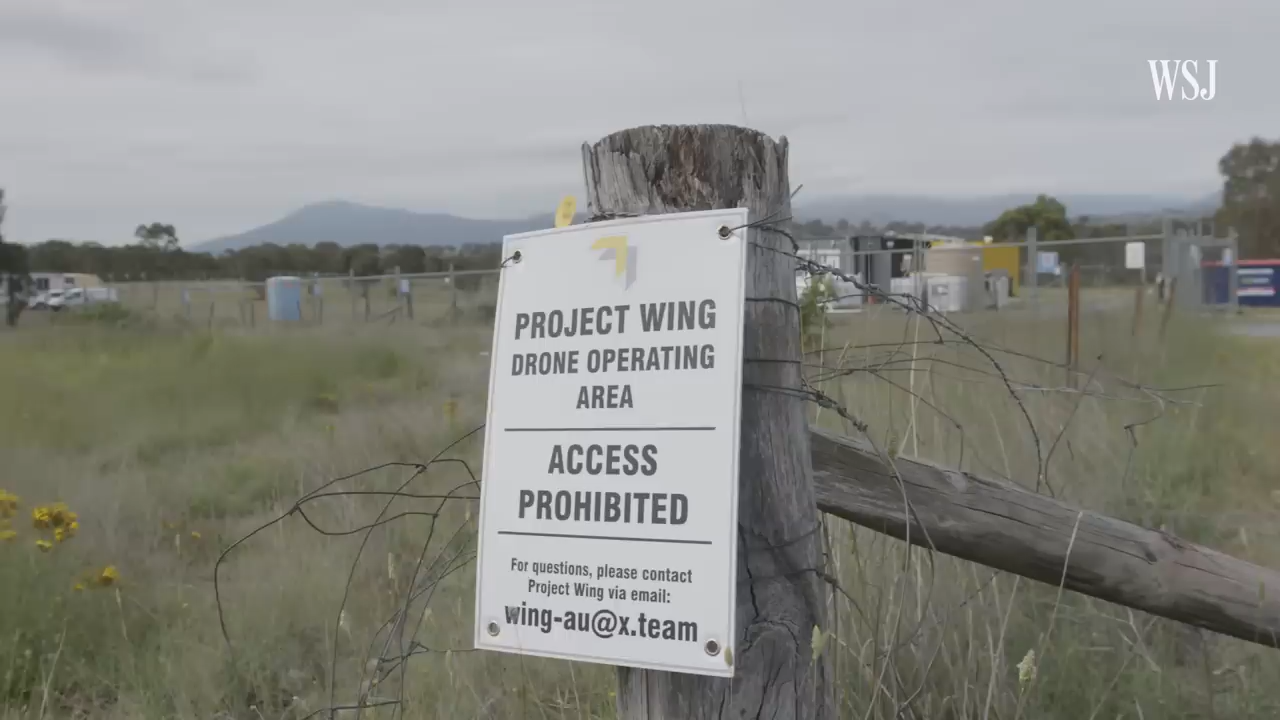 WSJ
PROJECT WING
DRONE OPERATING
AREA
ACCESS
PROHIBITED
For questions, please contact
Project Wing via email:
wing-au@x.team